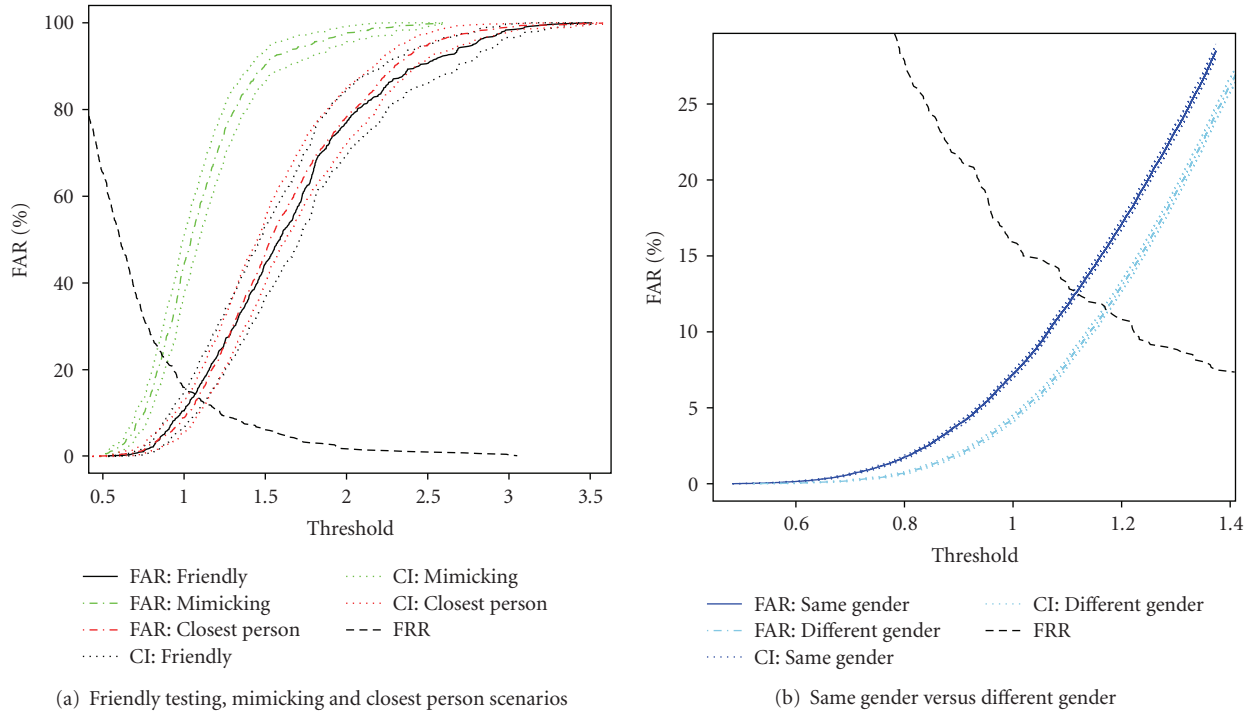 100
80
60
40
20
0
FAR (%)
0.5 1 1.5 2 2.5 3 3.5
Threshold
FAR: Friendly
FAR: Mimicking
FAR: Closest person
CI: Friendly
CI: Mimicking
CI: Closest person
FRR
(a) Friendly testing, mimicking and closest person scenarios
25
20
15
10
5
0
FAR (%)
0.6 0.8 1 1.2 1.4
Threshold
FAR: Same gender
FAR: Different gender
CI: Same gender
CI: Different gender
FRR
(b) Same gender versus different gender